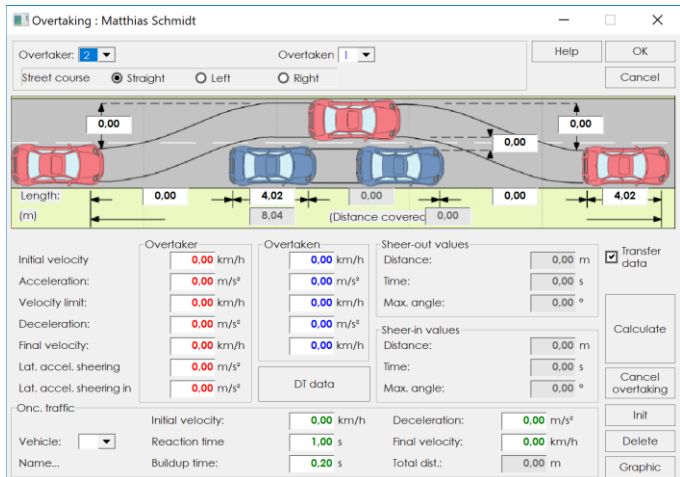 Overtaking : Matthias Schmidt
Overtaker: 2 Overtaken 1 Help OK
Street course Straight Left Right Cancel
0,00 0,00
0,00
Length: 0,00 4,02 0,00 0,00 4,02
(m) 8,04 (Distance covered 0,00
Overtaker Overtaken Sheer-out values Transfer data
Initial velocity 0,00 km/h 0,00 km/h Distance: 0,00 m
Acceleration: 0,00 m/s² 0,00 m/s² Time: 0,00 s
Velocity limit: 0,00 km/h 0,00 km/h Max. angle: 0,00 º
Deceleration: 0,00 m/s² 0,00 m/s² Sheer-in values Calculate
Final velocity: 0,00 km/h 0,00 km/h Distance: 0,00 m
Lat. accel. sheering 0,00 m/s² DT data Time: 0,00 s
Lat. accel. sheering in 0,00 m/s² Max. angle: 0,00 º Cancel overtaking
Onc. traffic Init
Initial velocity: 0,00 km/h Deceleration: 0,00 m/s²
Vehicle: Reaction time 1,00 s Final velocity: 0,00 km/h Delete
Name... Buildup time: 0,20 s Total dist.: 0,00 m Graphic